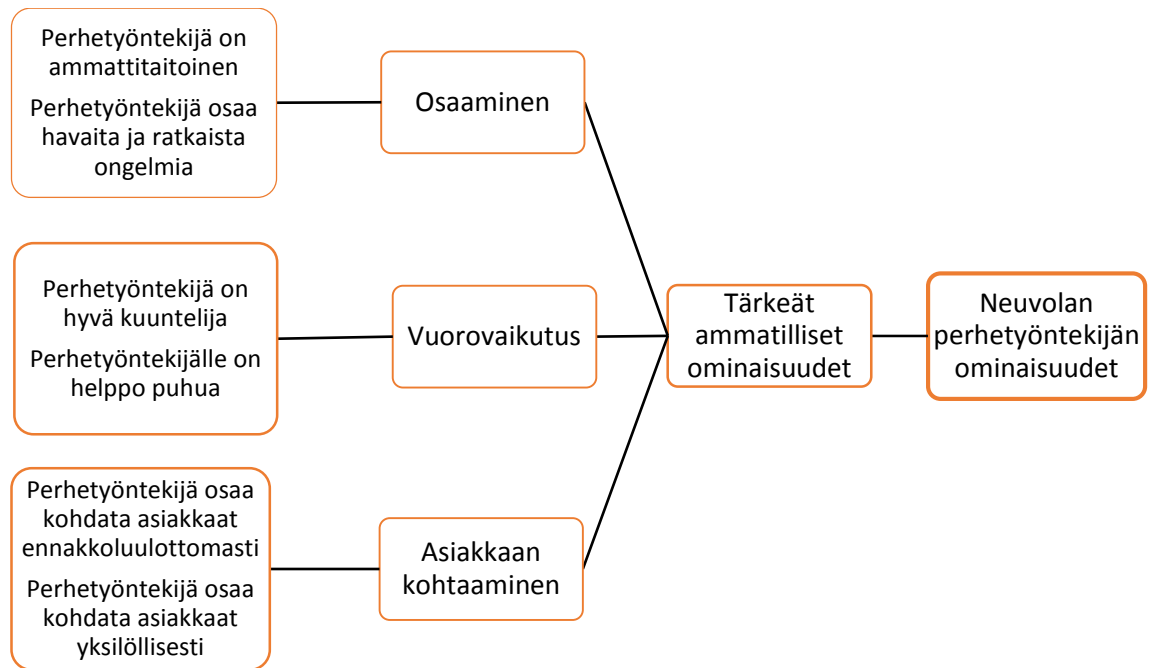 Perhetyöntekijä on
ammattitaitoinen
Perhetyöntekijä osaa
havaita ja ratkaista
ongelmia
Osaaminen
Perhetyöntekijä on
hyvä kuuntelija
Perhetyöntekijälle on
helppo puhua
Vuorovaikutus
Perhetyöntekijä osaa
kohdata asiakkaat
ennakkoluulottomasti
Perhetyöntekijä osaa
kohdata asiakkaat
yksilöllisesti
Asiakkaan
kohtaaminen
Tärkeät
ammatilliset
ominaisuudet
Neuvolan
perhetyöntekijän
ominaisuudet